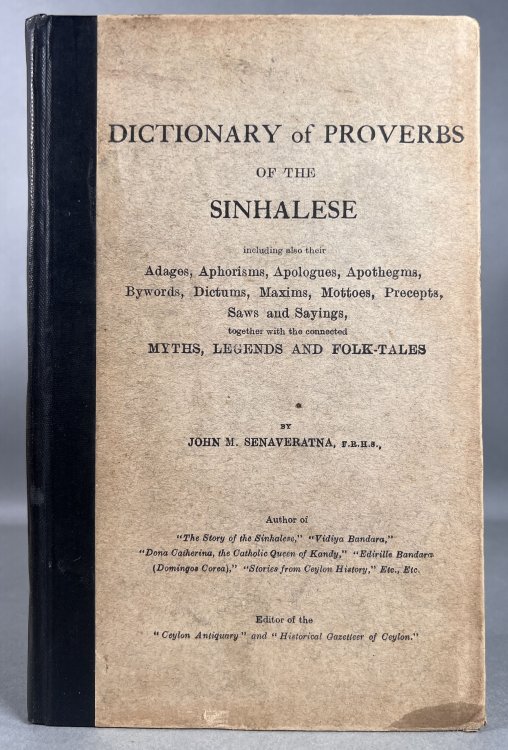 DICTIONARY of PROVERBS
OF THE
SINHALESE
including also their
Adages, Aphorisms, Apologues, Apothegms,
Bywords, Dictums, Maxims, Mottoes, Precepts,
Saws and Sayings,
together with the connected
MYTHS, LEGENDS AND FOLK-TALES
BY
JOHN M. SENAVERATNA, F.R.H.S.,
Author of
"The Story of the Sinhalese," "Vidiya Bandara,"
"Dona Catherina, the Catholic Queen of Kandy," "Edirille Bandara
(Domingos Corea)," "Stories from Ceylon History," Etc., Etc.
Editor of the
"Ceylon Antiquary" and "Historical Gazetteer of Ceylon."